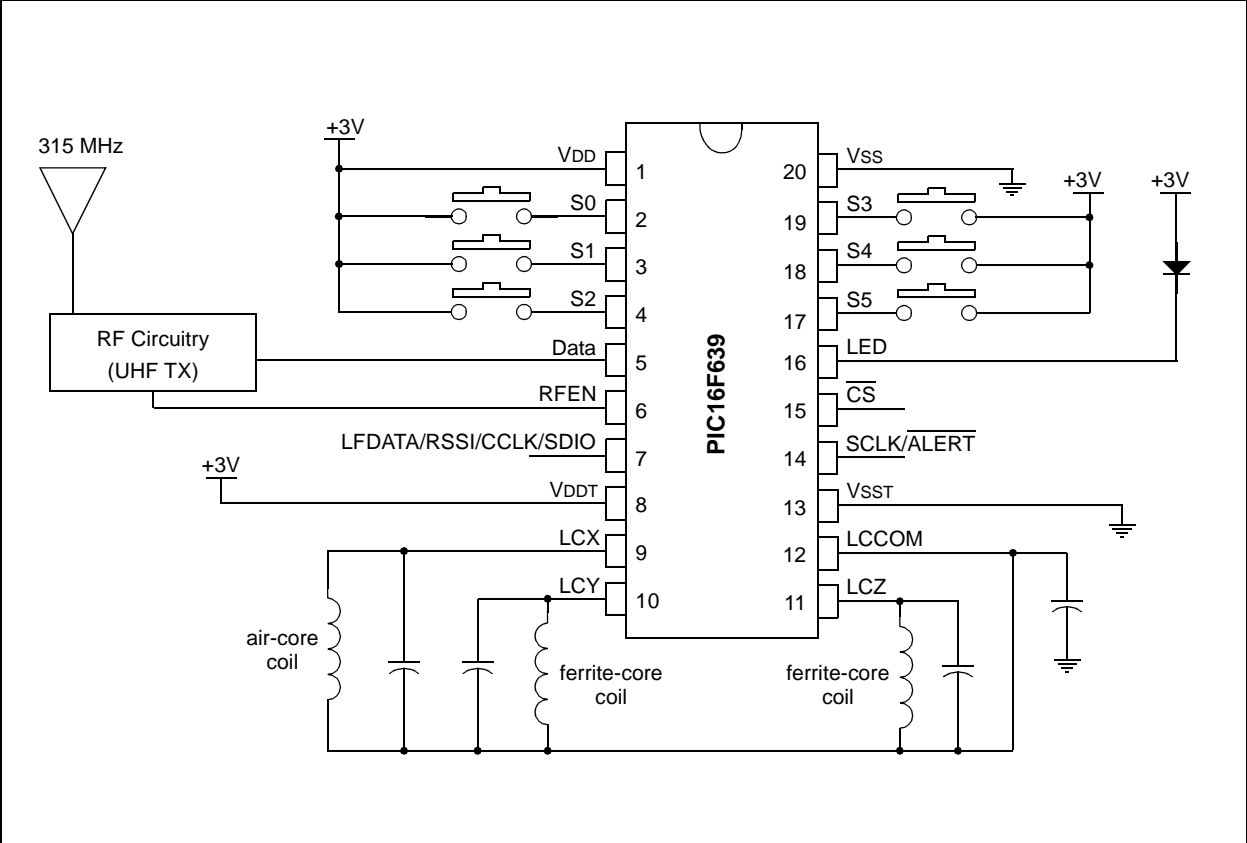 315 MHz
RF Circuitry
(UHF TX)
+3V
VDD
S0
S1
S2
Data
RFEN
LFDATA/RSSI/CCLK/SDIO
+3V
VDDT
LCX
LCY
air-core
coil
ferrite-core
coil
1
2
3
4
5
6
7
8
9
10
PIC16F639
20
19
18
17
16
15
14
13
12
11
VSS
S3
S4
S5
LED
CS
SCLK/ALERT
VSST
LCCOM
LCZ
+3V
+3V
ferrite-core
coil